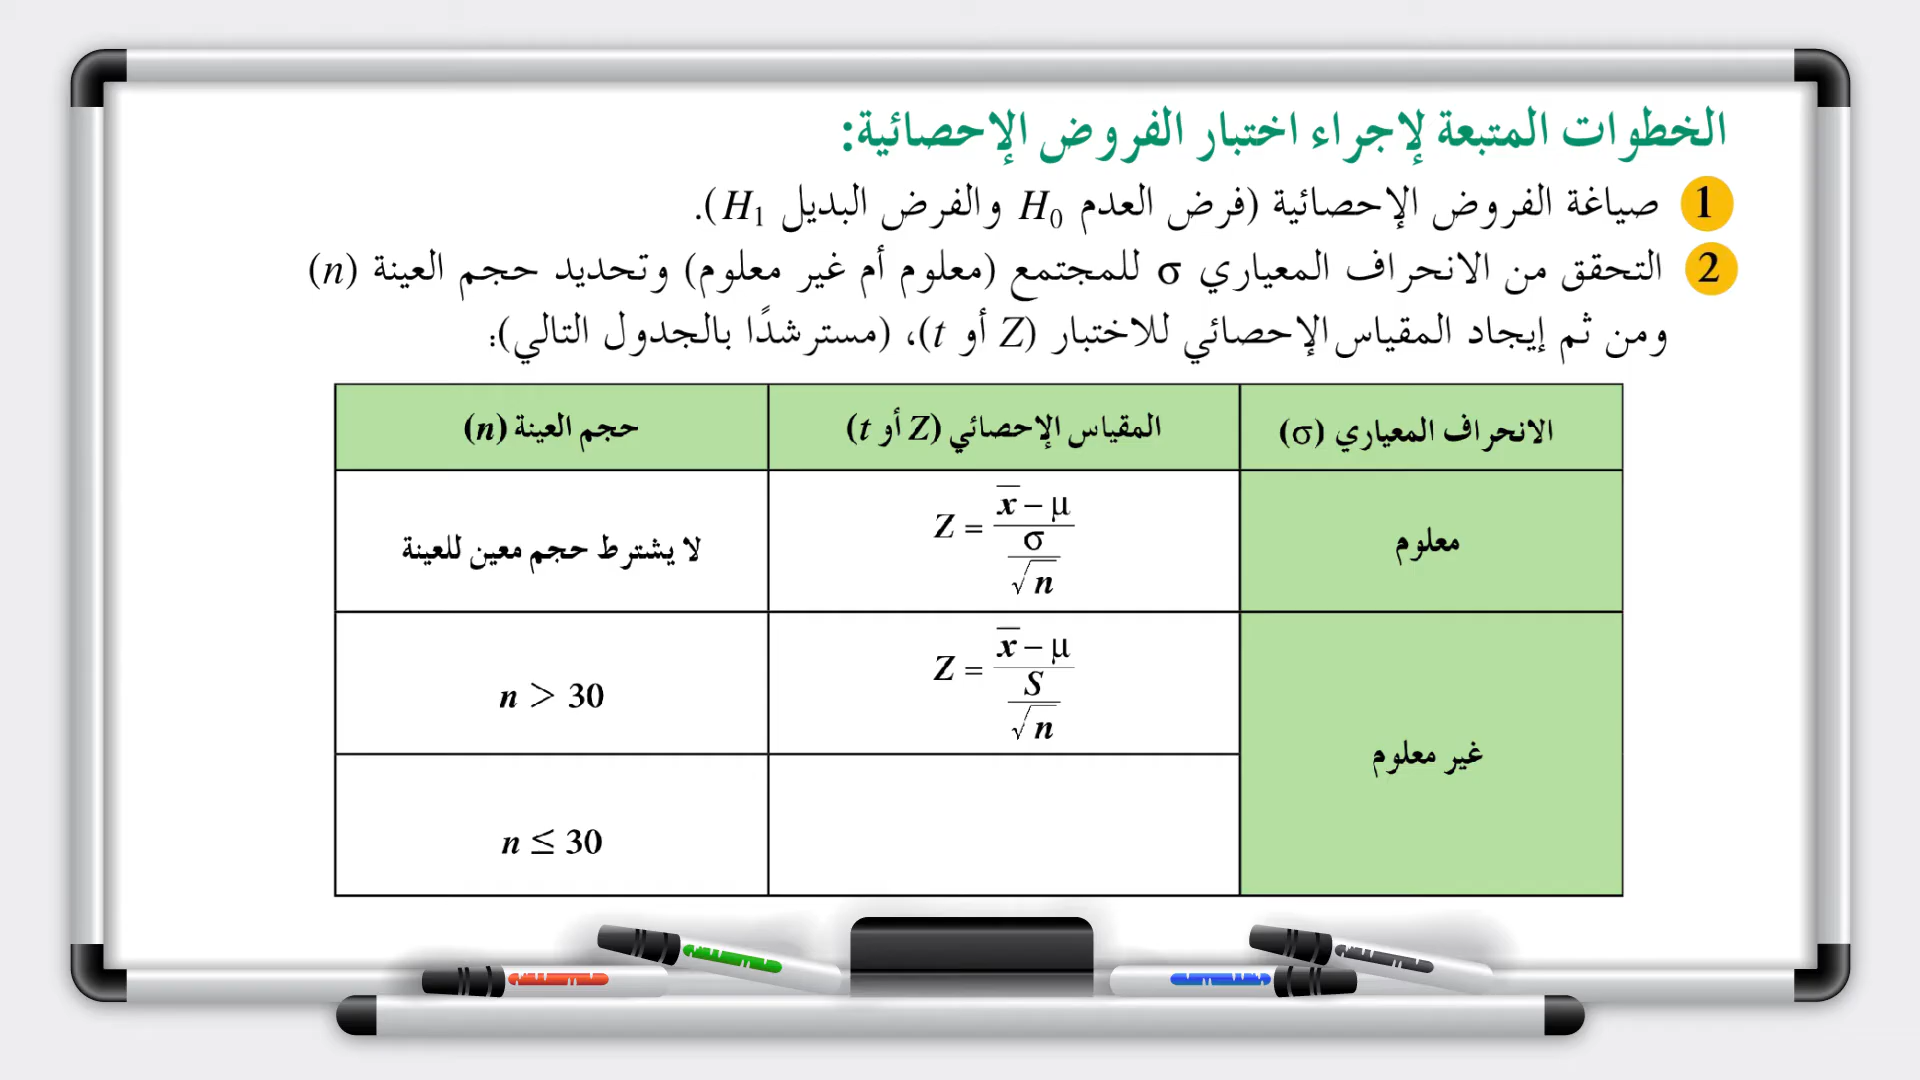 الخطوات المتبعة لإجراء اختبار الفروض الإحصائية:
1 صياغة الفروض الإحصائية (فرض العدم H₀ والفرض البديل H₁).
2 التحقق من الانحراف المعياري σ للمجتمع (معلوم أم غير معلوم) وتحديد حجم العينة (n)
ومن ثم إيجاد المقياس الإحصائي للاختبار (Z أو t)، (مسترشدًا بالجدول التالي):
الانحراف المعياري (σ) المقياس الإحصائي (Z أو t) حجم العينة (n)
معلوم Z = (x̄ – μ) / (σ / √n) لا يشترط حجم معين للعينة
غير معلوم Z = (x̄ – μ) / (S / √n) n > 30
n ≤ 30